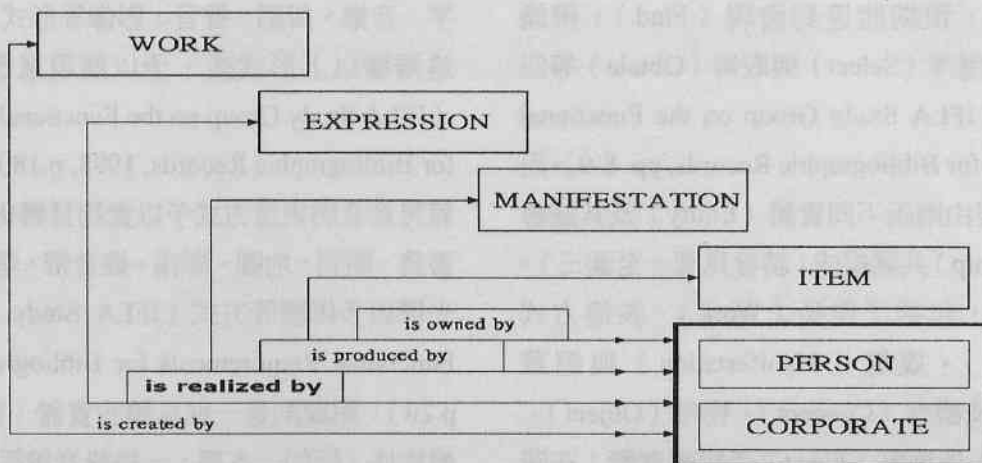 WORK
EXPRESSION
MANIFESTATION
ITEM
is owned by
is produced by
PERSON
is realized by
is created by
CORPORATE